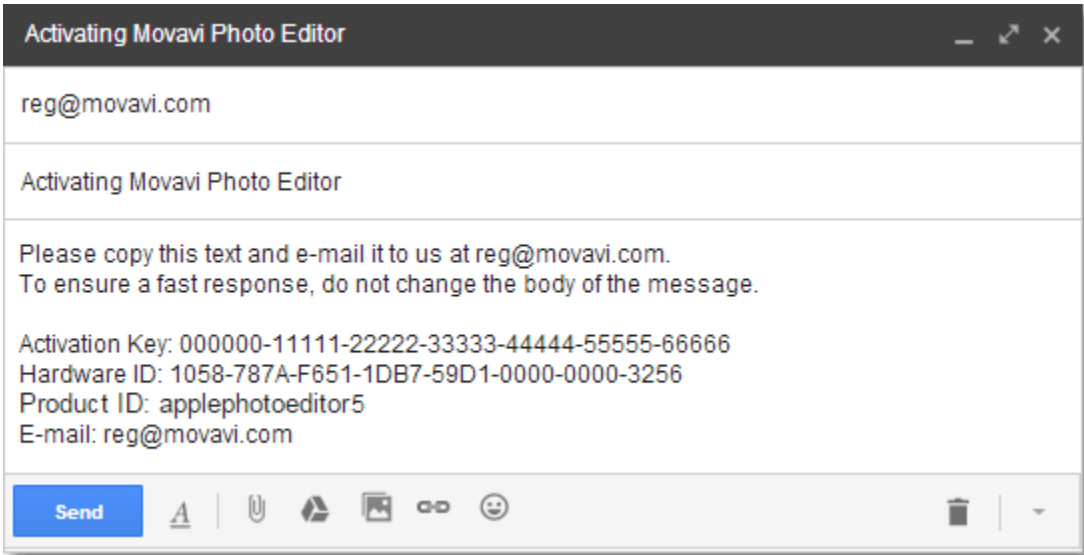 Activating Movavi Photo Editor
reg@movavi.com
Activating Movavi Photo Editor
Please copy this text and e-mail it to us at reg@movavi.com.
To ensure a fast response, do not change the body of the message.
Activation Key: 000000-11111-22222-33333-44444-55555-66666
Hardware ID: 1058-787A-F651-1DB7-59D1-0000-0000-3256
Product ID: applephotoeditor5
E-mail: reg@movavi.com
Send
A